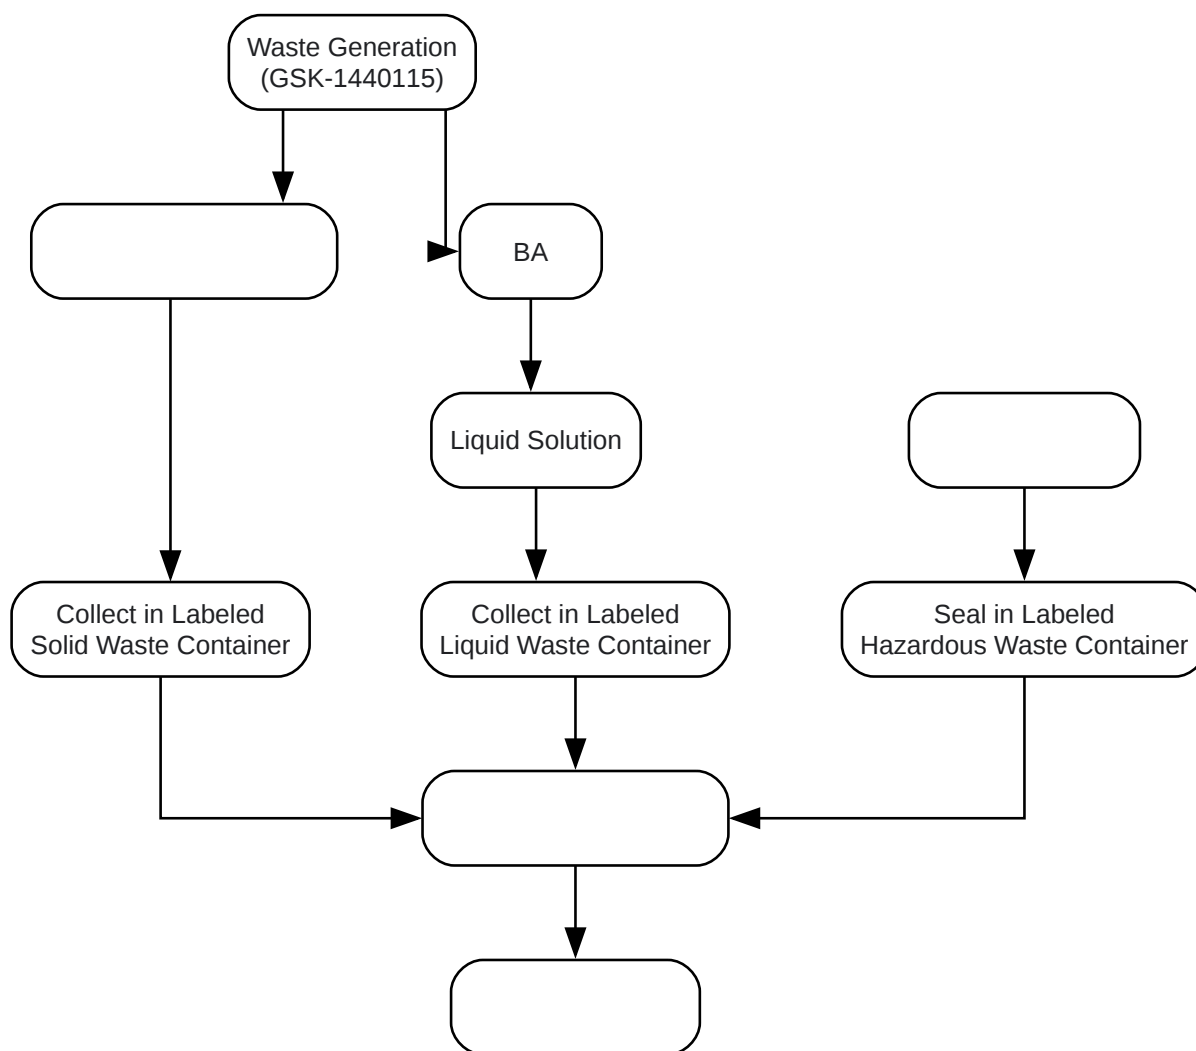 Waste Generation
(GSK-1440115)
BA
Liquid Solution
Collect in Labeled
Solid Waste Container
Collect in Labeled
Liquid Waste Container
Seal in Labeled
Hazardous Waste Container